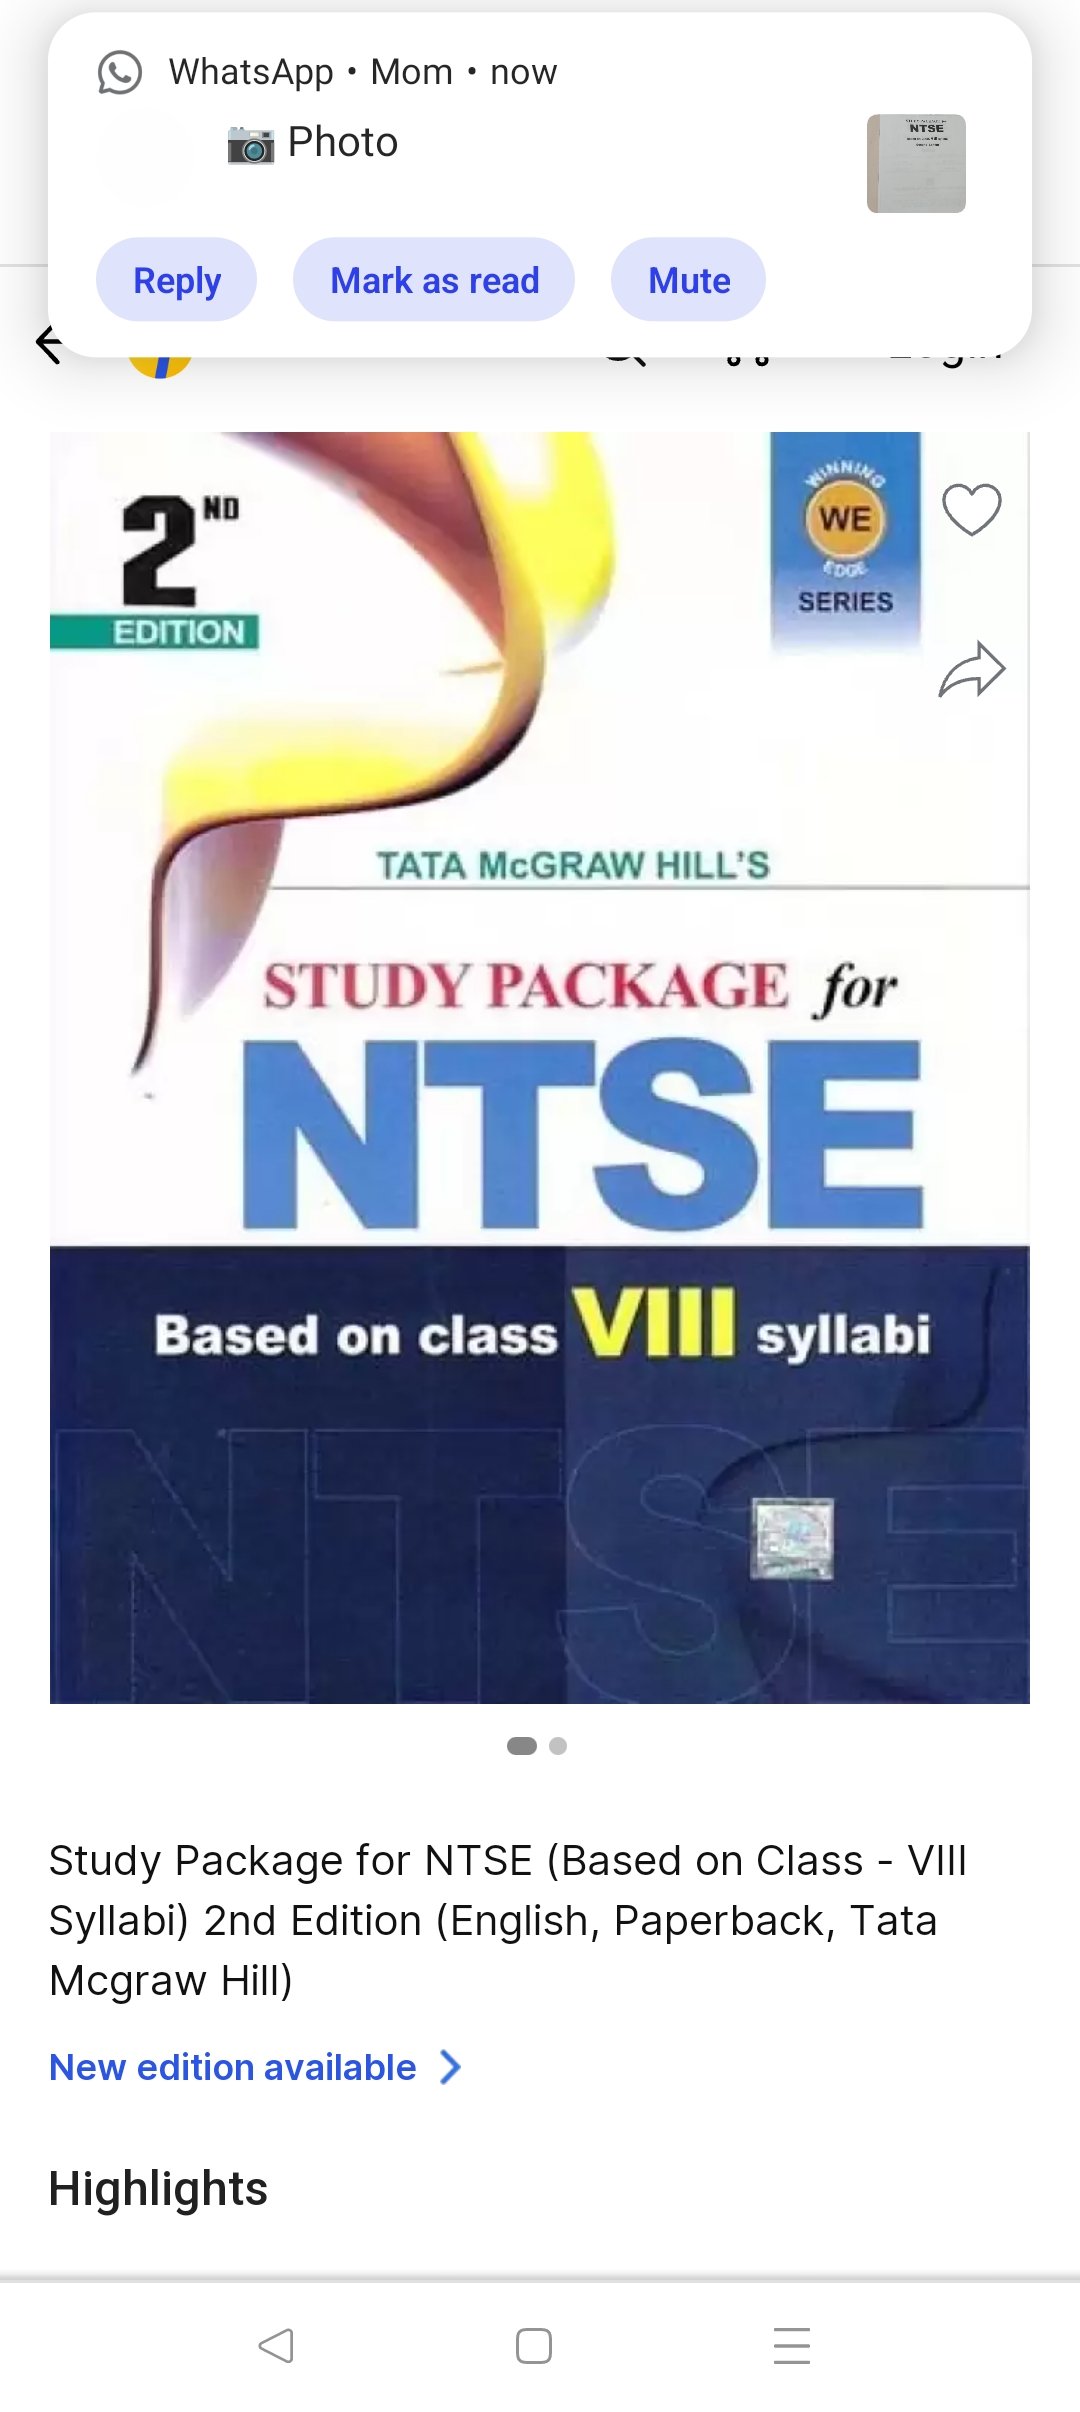 WhatsApp • Mom • now
📷 Photo
NTSE
Reply
Mark as read
Mute
2ND
EDITION
WINNING
WE
EDGE
SERIES
TATA McGRAW HILL'S
STUDY PACKAGE for
NTSE
Based on class VIII syllabi
NTSE
Study Package for NTSE (Based on Class - VIII
Syllabi) 2nd Edition (English, Paperback, Tata
Mcgraw Hill)
New edition available
Highlights